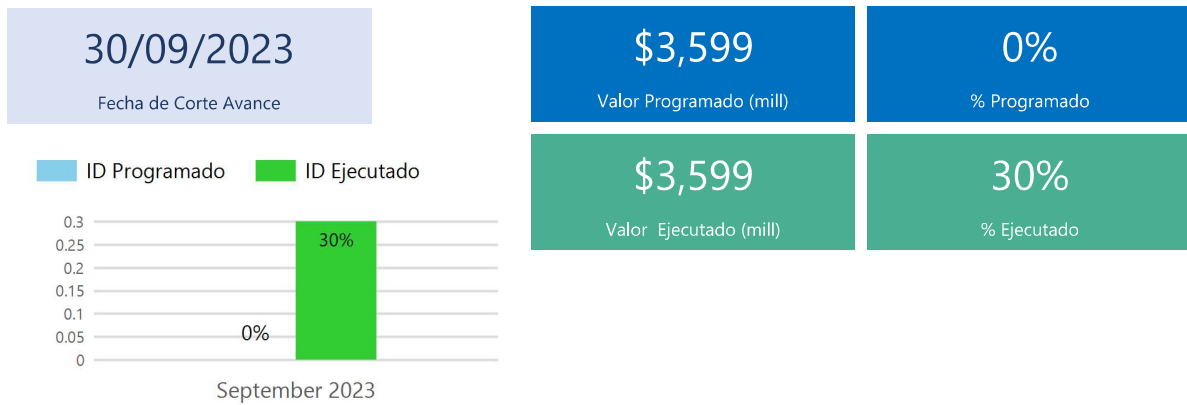 30/09/2023
Fecha de Corte Avance
$3,599
Valor Programado (mill)
0%
% Programado
$3,599
Valor Ejecutado (mill)
30%
% Ejecutado
ID Programado
ID Ejecutado
0.3
0.25
0.2
0.15
0.1
0.05
0
30%
0%
September 2023